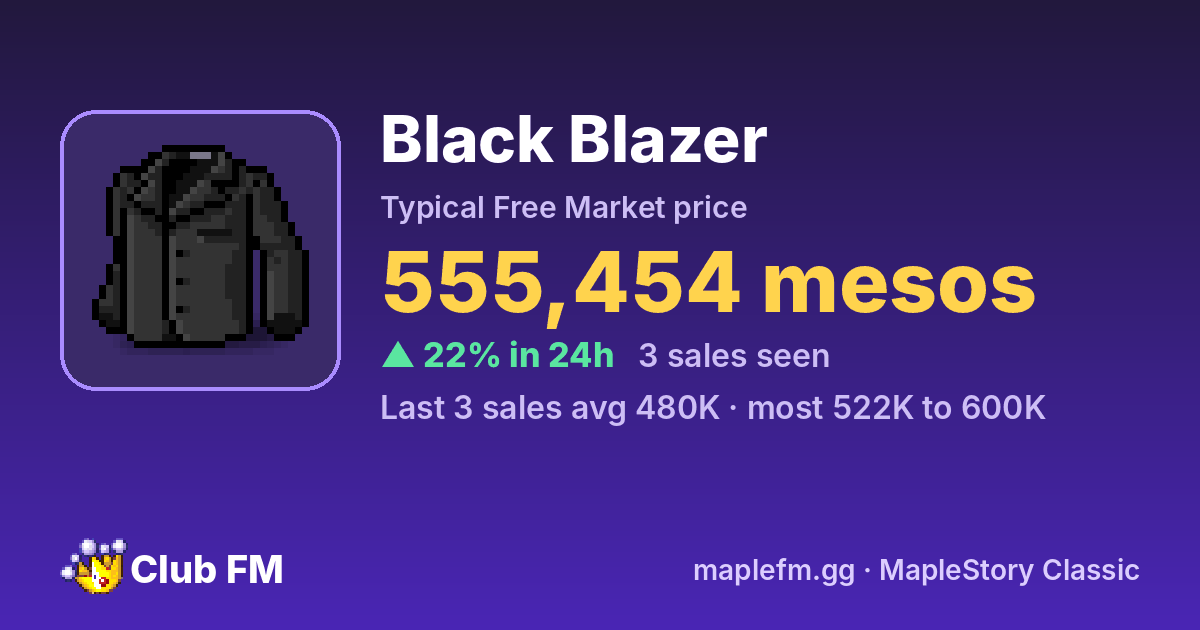 Black Blazer
Typical Free Market price
555,454 mesos
▲ 22% in 24h 3 sales seen
Last 3 sales avg 480K · most 522K to 600K
Club FM
maplefm.gg · MapleStory Classic